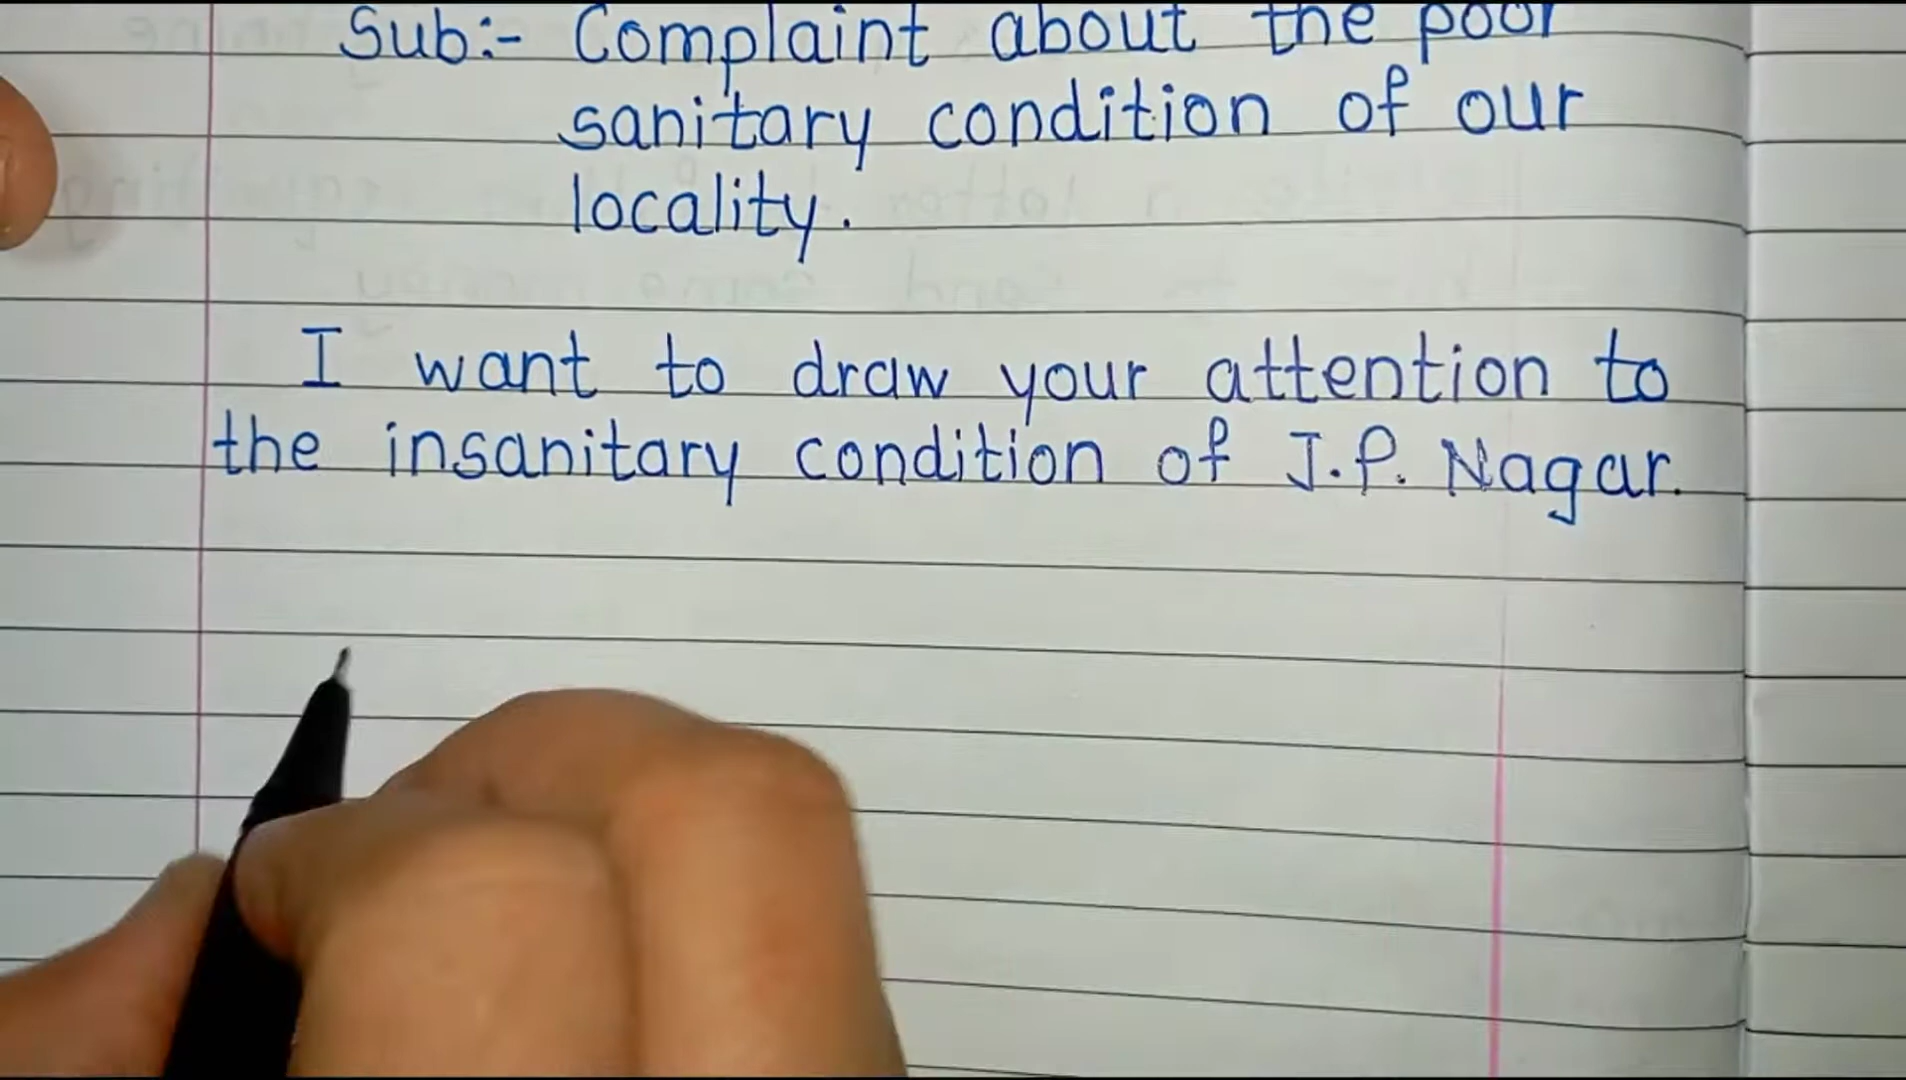 Sub:- Complaint about the poor
sanitary condition of our
locality.
I want to draw your attention to
the insanitary condition of J.P. Nagar.